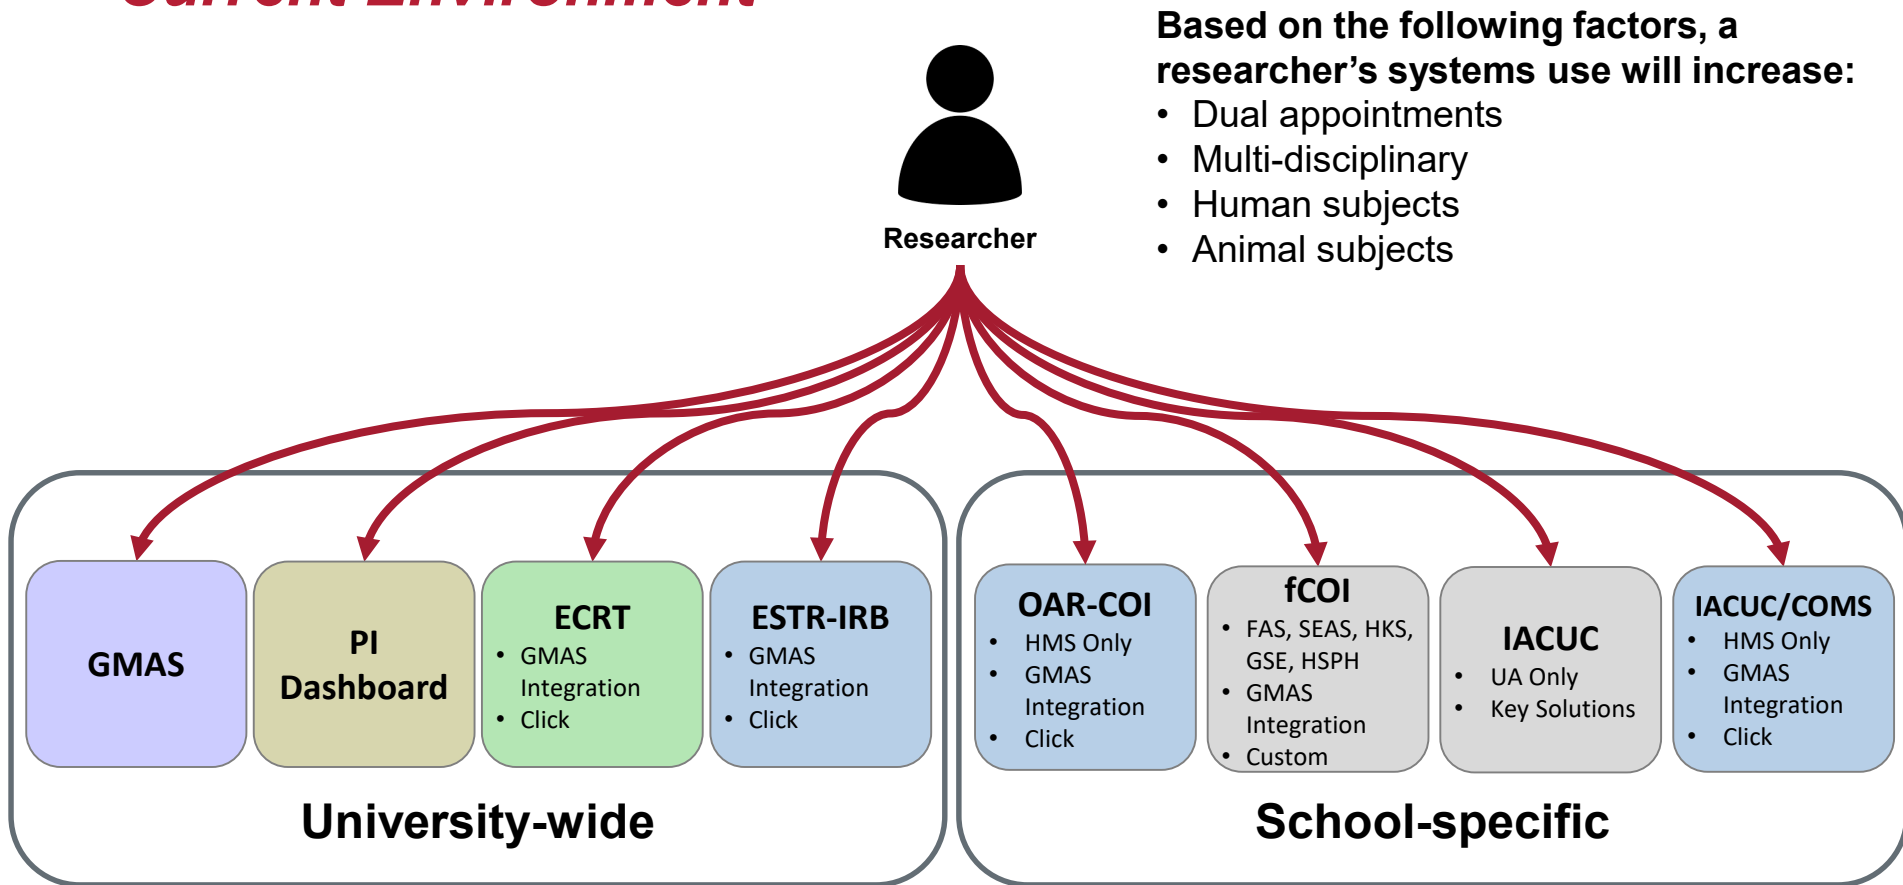 Current Environment
Based on the following factors, a
researcher's systems use will increase:
• Dual appointments
• Multi-disciplinary
• Human subjects
• Animal subjects
Researcher
GMAS
PI
Dashboard
ECRT
• GMAS
Integration
• Click
ESTR-IRB
• GMAS
Integration
• Click
University-wide
OAR-COI
• HMS Only
• GMAS
Integration
• Click
fCOI
• FAS, SEAS, HKS,
GSE, HSPH
• GMAS
Integration
• Custom
IACUC
• UA Only
• Key Solutions
IACUC/COMS
• HMS Only
• GMAS
Integration
• Click
School-specific